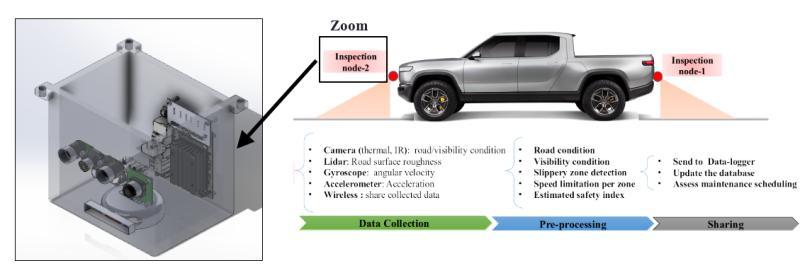 Zoom
Inspection
node-2
Inspection
node-1
• Camera (thermal, IR): road/visibility condition
• Lidar: Road surface roughness
• Gyroscope: angular velocity
• Accelerometer: Acceleration
• Wireless : share collected data
• Road condition
• Visibility condition
• Slippery zone detection
• Speed limitation per zone
• Estimated safety index
• Send to Data-logger
• Update the database
• Assess maintenance scheduling
Data Collection
Pre-processing
Sharing